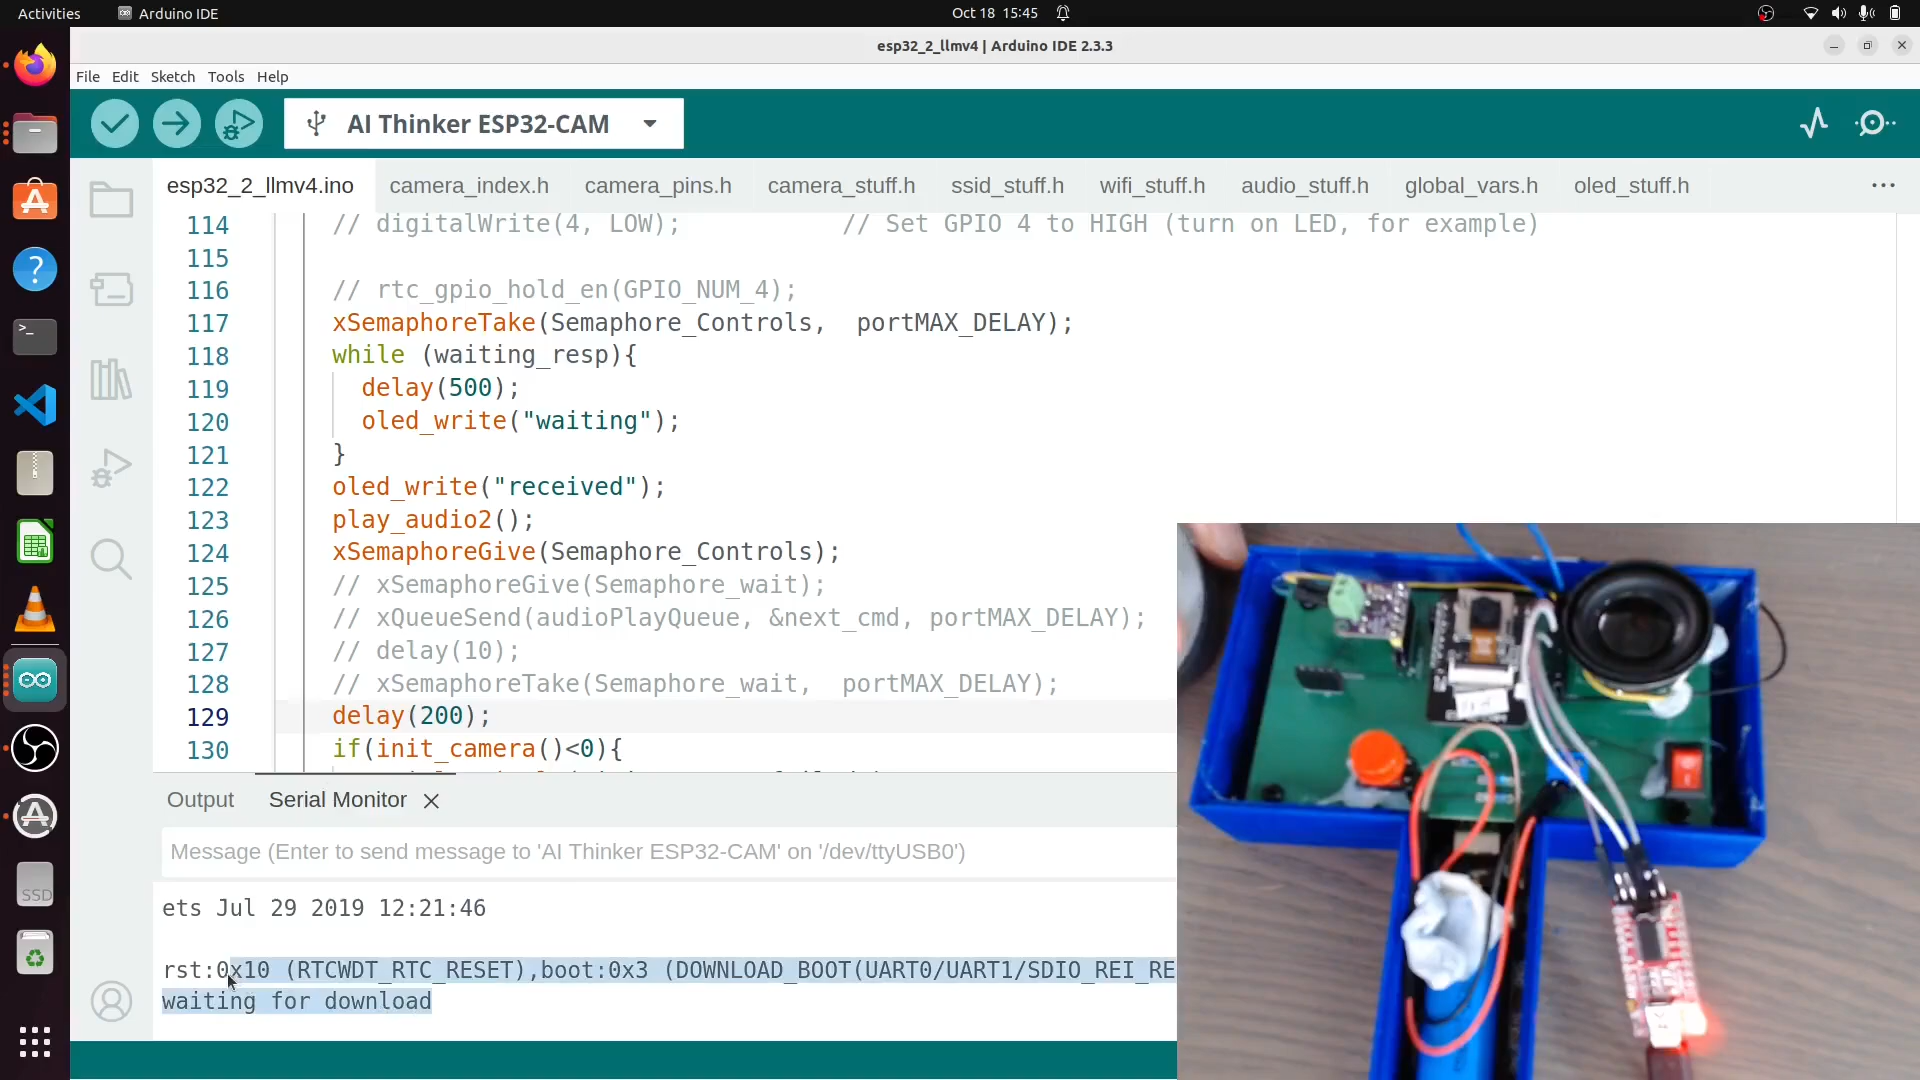 Activities
Arduino IDE
Oct 18 15:45
esp32_2_llmv4 | Arduino IDE 2.3.3
File Edit Sketch Tools Help
AI Thinker ESP32-CAM
esp32_2_llmv4.ino camera_index.h camera_pins.h camera_stuff.h ssid_stuff.h wifi_stuff.h audio_stuff.h global_vars.h oled_stuff.h ...
114 // digitalWrite(4, LOW); // Set GPIO 4 to HIGH (turn on LED, for example)
115
116 // rtc_gpio_hold_en(GPIO_NUM_4);
117 xSemaphoreTake(Semaphore_Controls, portMAX_DELAY);
118 while (waiting_resp){
119 delay(500);
120 oled_write("waiting");
121 }
122 oled_write("received");
123 play_audio2();
124 xSemaphoreGive(Semaphore_Controls);
125 // xSemaphoreGive(Semaphore_wait);
126 // xQueueSend(audioPlayQueue, &next_cmd, portMAX_DELAY);
127 // delay(10);
128 // xSemaphoreTake(Semaphore_wait, portMAX_DELAY);
129 delay(200);
130 if(init_camera()<0){
Output Serial Monitor
Message (Enter to send message to 'AI Thinker ESP32-CAM' on '/dev/ttyUSB0')
ets Jul 29 2019 12:21:46
rst:0x10 (RTCWDT_RTC_RESET),boot:0x3 (DOWNLOAD_BOOT(UART0/UART1/SDIO_REI_RE
waiting for download
SSD